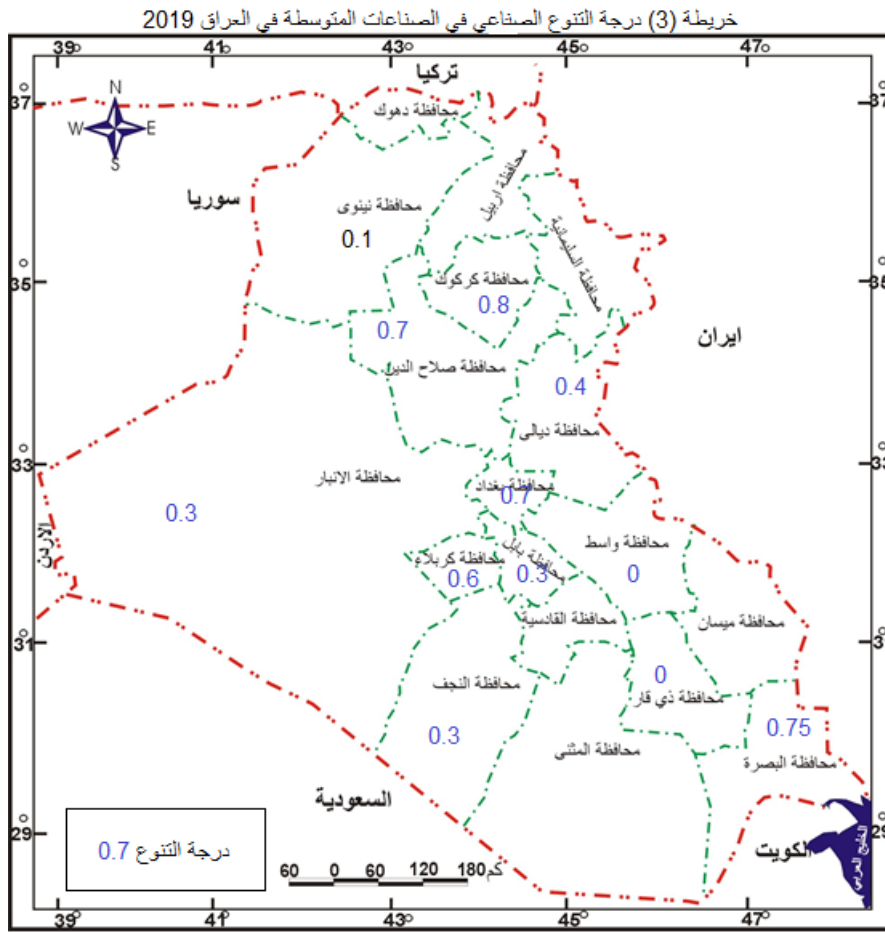 خريطة (3) درجة التنوع الصناعي في الصناعات المتوسطة في العراق 2019
39° 41° 43° 45° 47°
N
W E
S
37° 37
تركيا
محافظة دهوك
سوريا
محافظة نينوى
0.1
محافظة اربيل
محافظة السليمانية
35° 35
محافظة كركوك
0.8
0.7
محافظة صلاح الدين
ايران
0.4
محافظة ديالى
33° 33
محافظة الانبار
0.3
محافظة بغداد
0.7
الاردن
محافظة واسط
0
محافظة بابل
0.3
محافظة كربلاء
0.6
محافظة القادسية
محافظة ميسان
31° 31
محافظة النجف
0.3
0
محافظة ذي قار
0.75
محافظة البصرة
محافظة المثنى
السعودية
29° 29
الكويت
الخليج العربي
درجة التنوع 0.7
60 0 60 120 180 كم
39° 41° 43° 45° 47°